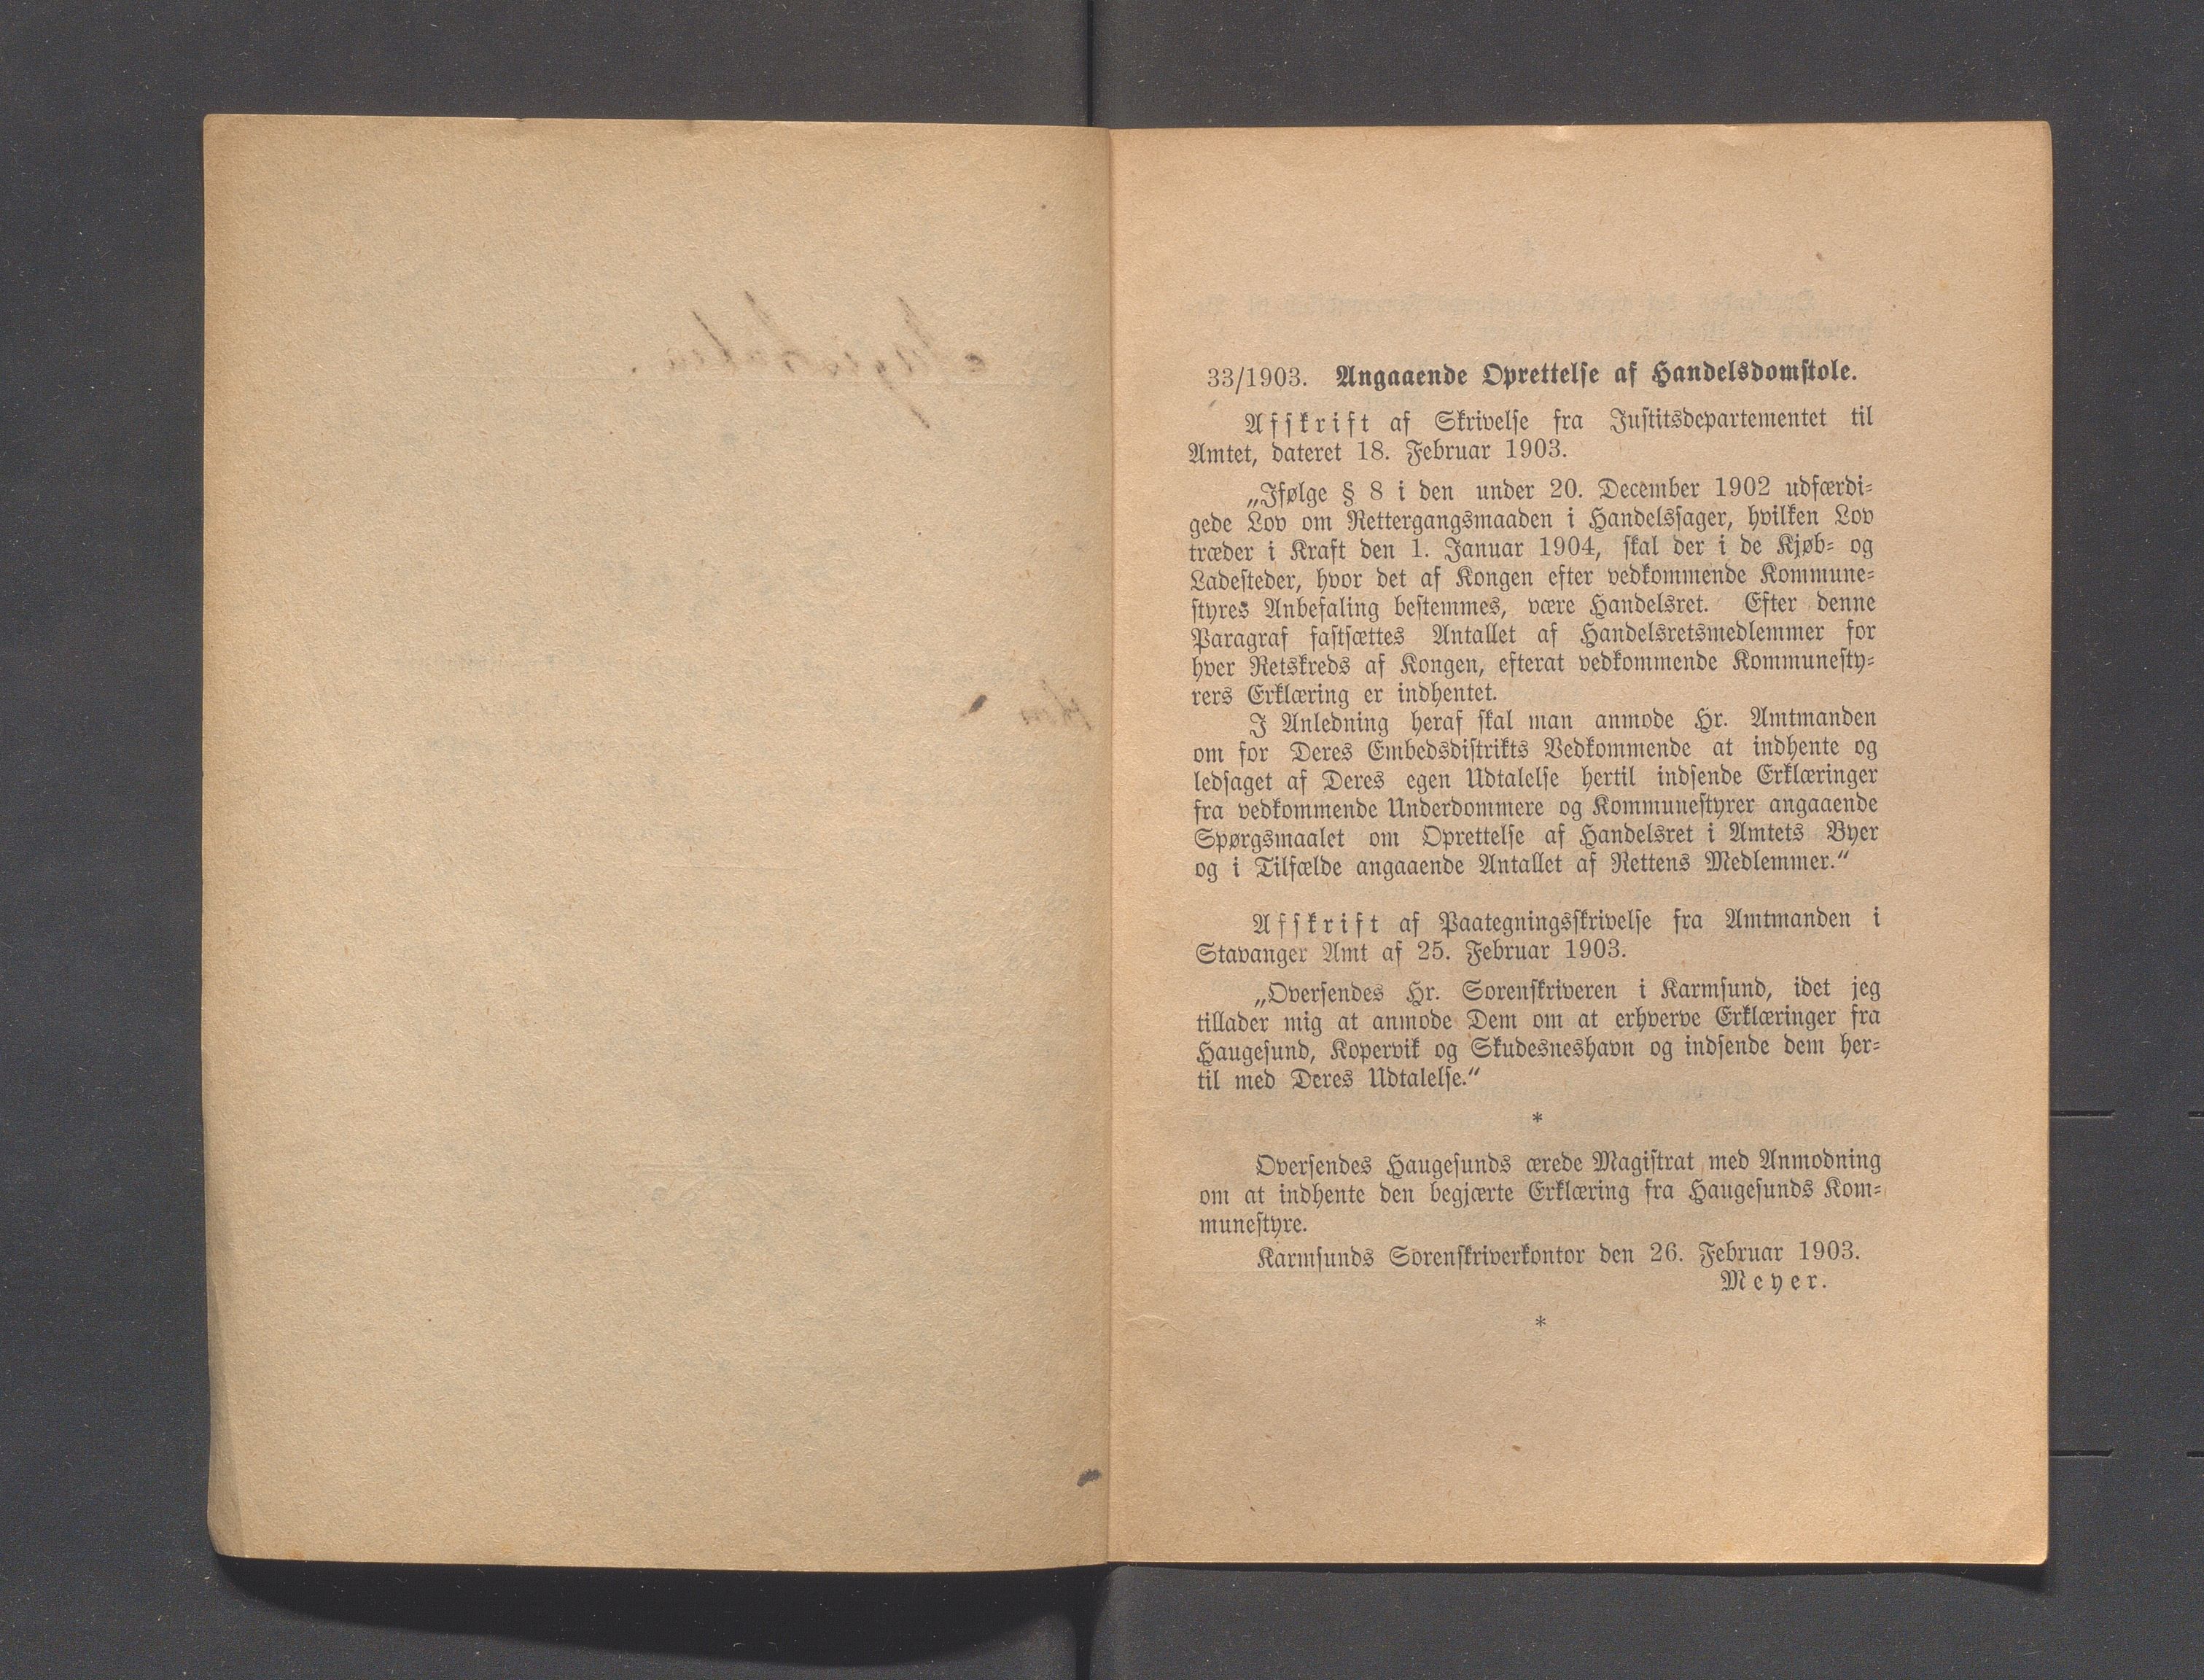 33/1903. Angaaende Oprettelse af Handelsdomstole.
Afskrift af Skrivelse fra Justitsdepartementet til
Amtet, dateret 18. Februar 1903.
„Ifølge § 8 i den under 20. December 1902 udfærdi-
gede Lov om Rettergangsmaaden i Handelssager, hvilken Lov
træder i Kraft den 1. Januar 1904, skal der i de Kjøb- og
Ladesteder, hvor det af Kongen efter vedkommende Kommune-
styres Anbefaling bestemmes, være Handelsret. Efter denne
Paragraf fastsættes Antallet af Handelsretsmedlemmer for
hver Retskreds af Kongen, efterat vedkommende Kommunesty-
rers Erklæring er indhentet.
I Anledning heraf skal man anmode Hr. Amtmanden
om for Deres Embedsdistrikts Vedkommende at indhente og
ledsaget af Deres egen Udtalelse hertil indsende Erklæringer
fra vedkommende Underdommere og Kommunestyrer angaaende
Spørgsmaalet om Oprettelse af Handelsret i Amtets Byer
og i Tilfælde angaaende Antallet af Rettens Medlemmer.“
Afskrift af Paategningsskrivelse fra Amtmanden i
Stavanger Amt af 25. Februar 1903.
„Oversendes Hr. Sorenskriveren i Karmsund, idet jeg
tillader mig at anmode Dem om at erhverve Erklæringer fra
Haugesund, Kopervik og Skudesneshavn og indsende dem her-
til med Deres Udtalelse.“
*
Oversendes Haugesunds ærede Magistrat med Anmodning
om at indhente den begjærte Erklæring fra Haugesunds Kom-
munestyre.
Karmsunds Sorenskriverkontor den 26. Februar 1903.
Meyer.
*